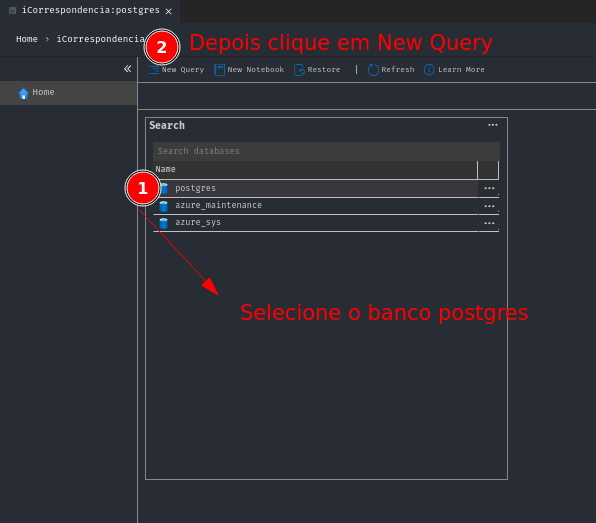 iCorrespondencia:postgres
Home > iCorrespondencia
2 Depois clique em New Query
New Query New Notebook Restore Refresh Learn More
Home
Search
Search databases
Name
1 postgres
azure_maintenance
azure_sys
Selecione o banco postgres